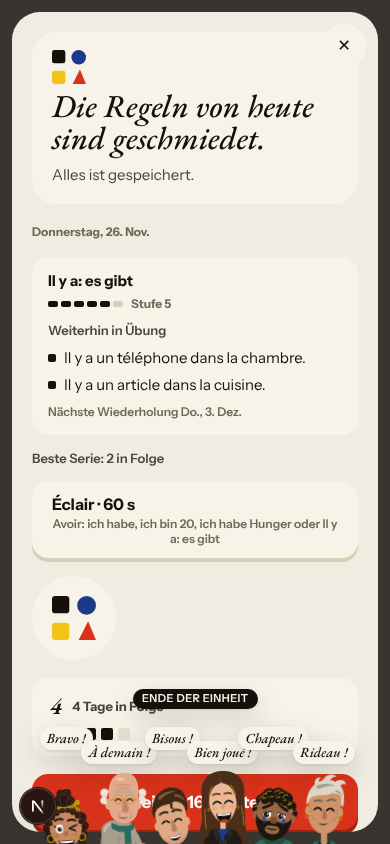 Die Regeln von heute
sind geschmiedet.
Alles ist gespeichert.
Donnerstag, 26. Nov.
Il y a: es gibt
Stufe 5
Weiterhin in Übung
Il y a un téléphone dans la chambre.
Il y a un article dans la cuisine.
Nächste Wiederholung Do., 3. Dez.
Beste Serie: 2 in Folge
Éclair · 60 s
Avoir: ich habe, ich bin 20, ich habe Hunger oder Il y
a: es gibt
ENDE DER EINHEIT
4 4 Tage in Folge
Bravo ! Bisous ! Chapeau !
À demain ! Bien joué ! Rideau !
16
N